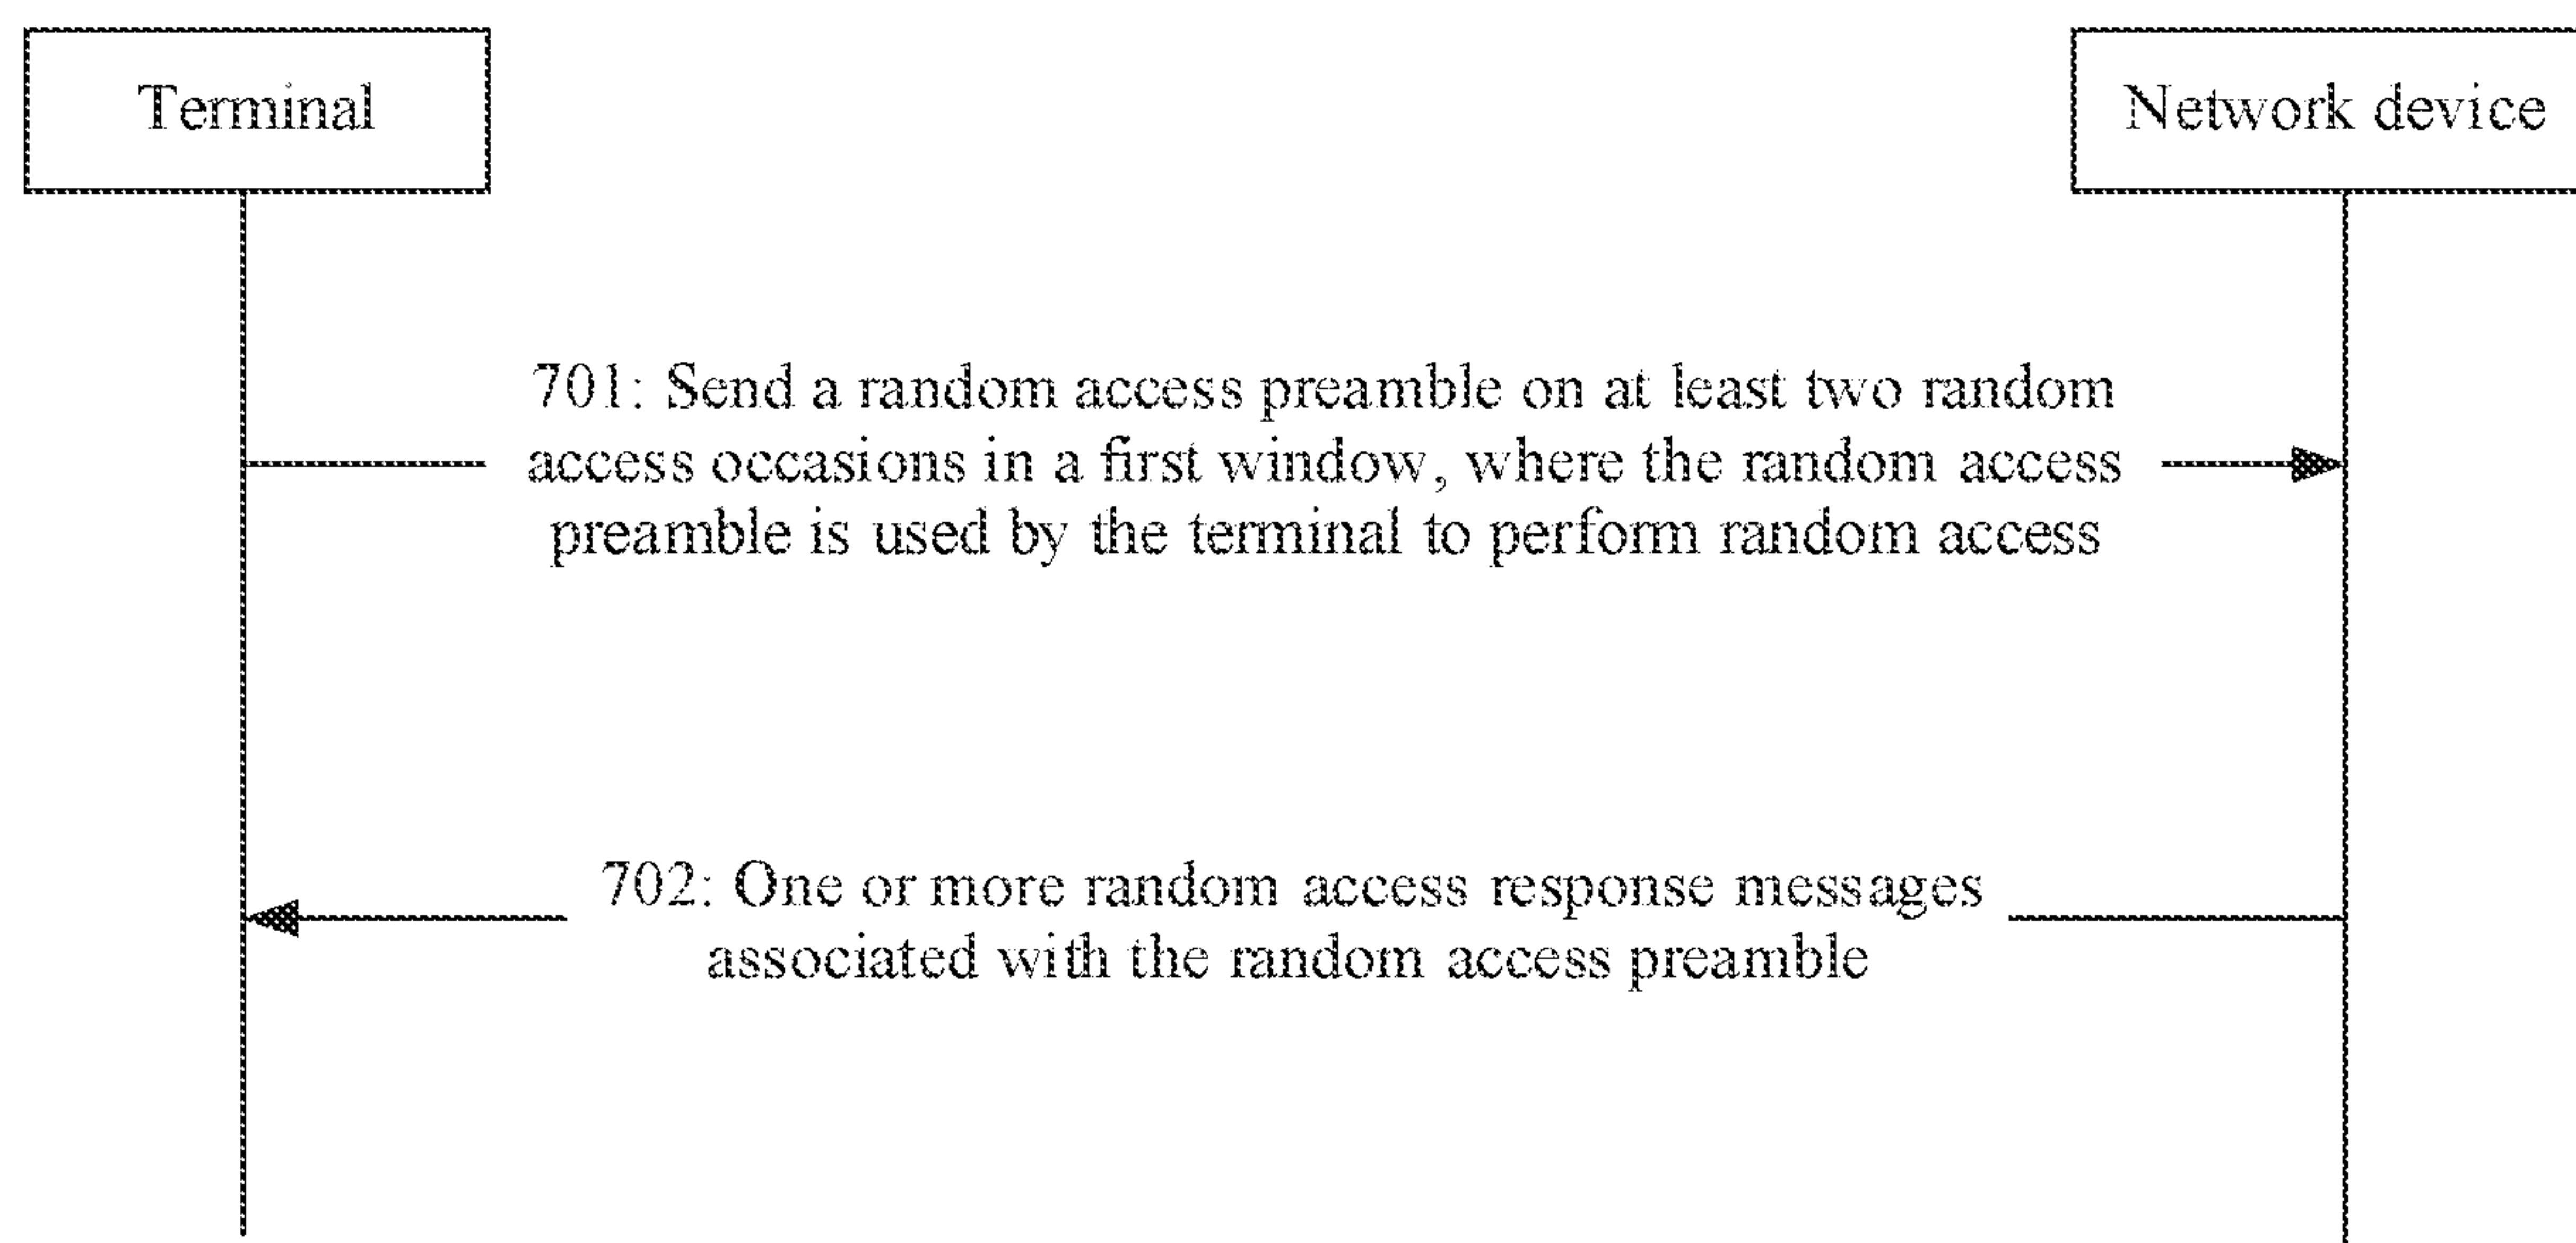 Terminal
Network device
701: Send a random access preamble on at least two random
access occasions in a first window, where the random access
preamble is used by the terminal to perform random access
702: One or more random access response messages
associated with the random access preamble